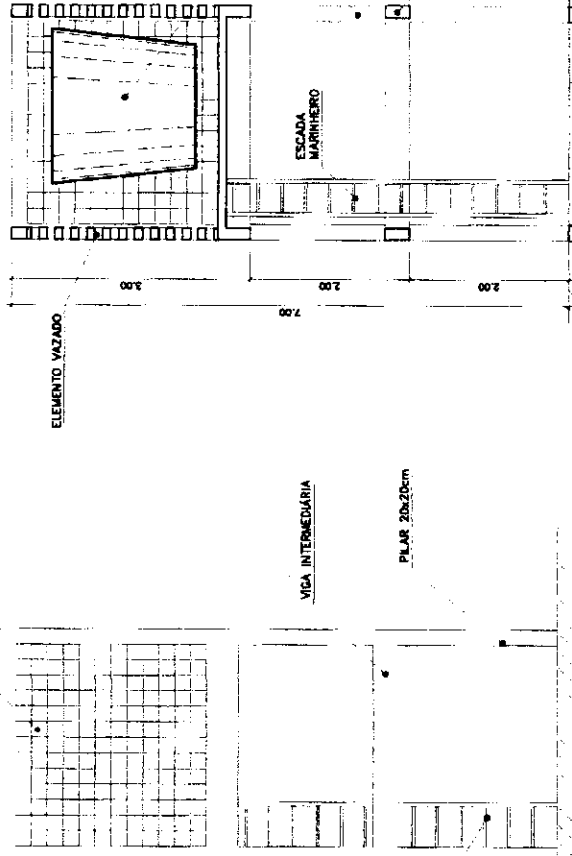 ELEMENTO VAZADO
ESCADA
MARINHEIRO
3.00
2.00
2.00
7.00
VIGA INTERMEDIÁRIA
PILAR 20x20cm